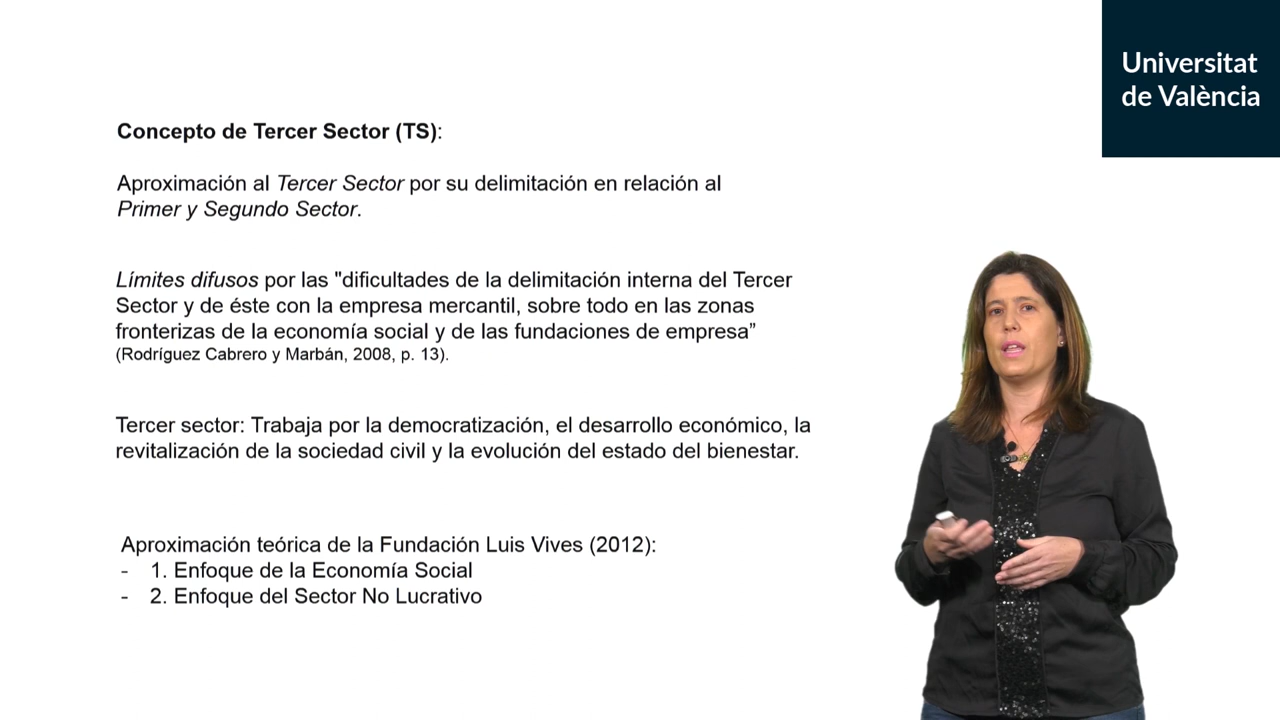 Universitat
de València
Concepto de Tercer Sector (TS):
Aproximación al Tercer Sector por su delimitación en relación al
Primer y Segundo Sector.
Límites difusos por las "dificultades de la delimitación interna del Tercer
Sector y de éste con la empresa mercantil, sobre todo en las zonas
fronterizas de la economía social y de las fundaciones de empresa”
(Rodríguez Cabrero y Marbán, 2008, p. 13).
Tercer sector: Trabaja por la democratización, el desarrollo económico, la
revitalización de la sociedad civil y la evolución del estado del bienestar.
Aproximación teórica de la Fundación Luis Vives (2012):
- 1. Enfoque de la Economía Social
- 2. Enfoque del Sector No Lucrativo